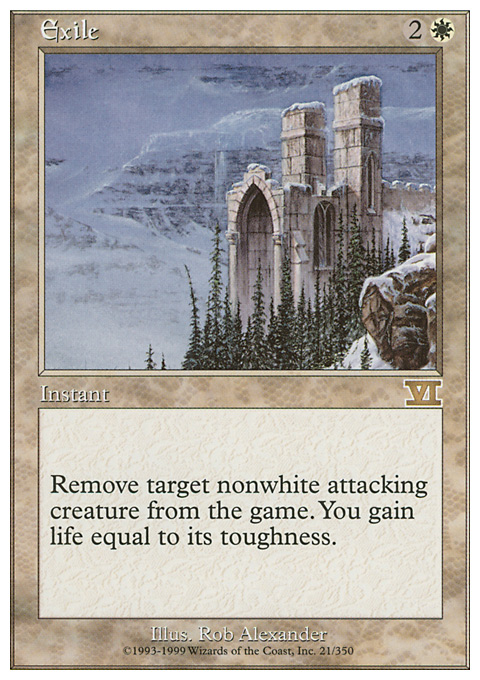 Exile 2
Instant VI
Remove target nonwhite attacking
creature from the game. You gain
life equal to its toughness.
Illus. Rob Alexander
©1993-1999 Wizards of the Coast, Inc. 21/350